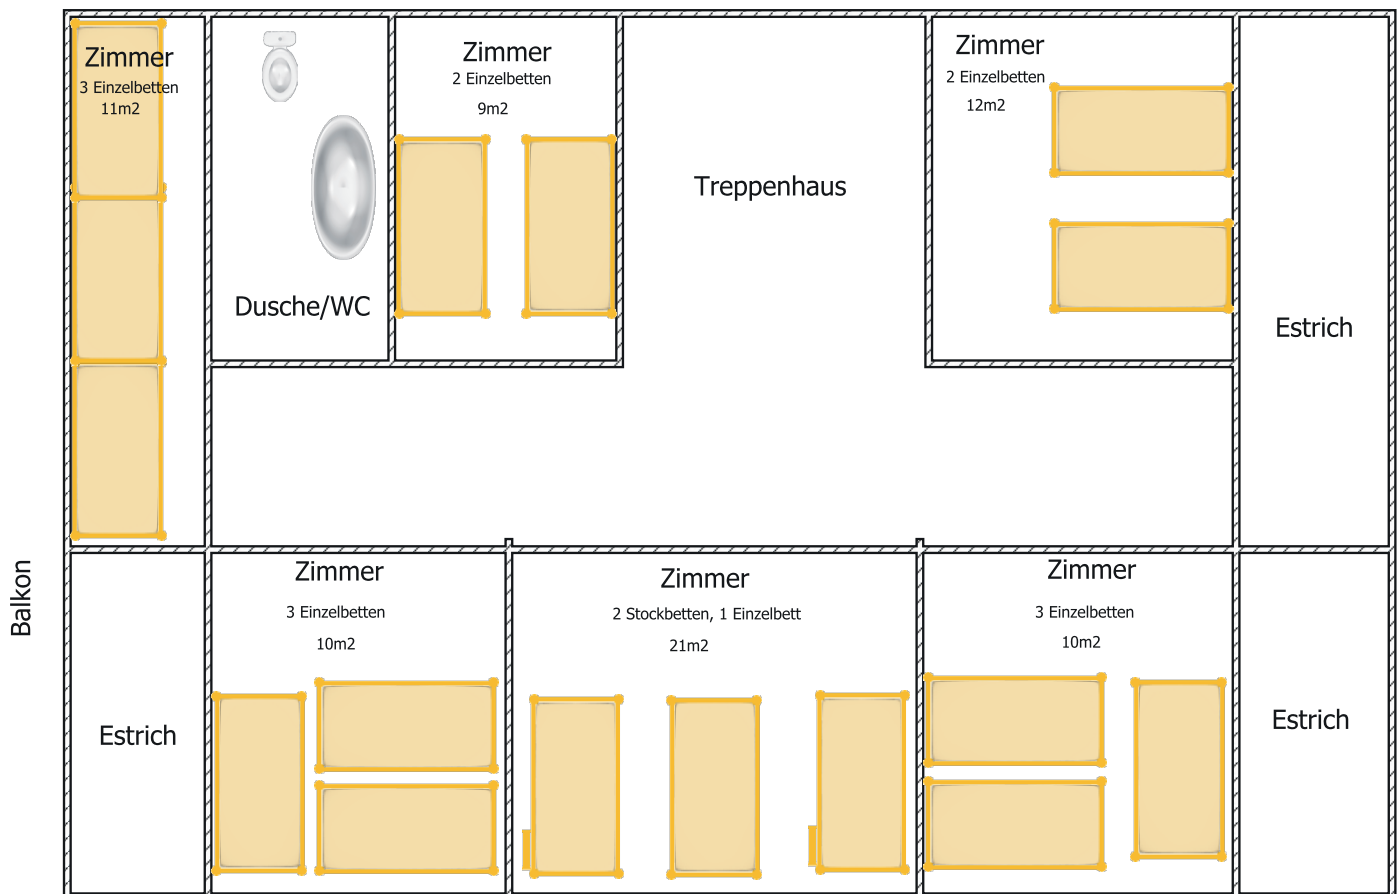 Zimmer
3 Einzelbetten
11m2
Zimmer
2 Einzelbetten
9m2
Zimmer
2 Einzelbetten
12m2
Treppenhaus
Dusche/WC
Estrich
Balkon
Zimmer
3 Einzelbetten
10m2
Zimmer
2 Stockbetten, 1 Einzelbett
21m2
Zimmer
3 Einzelbetten
10m2
Estrich
Estrich